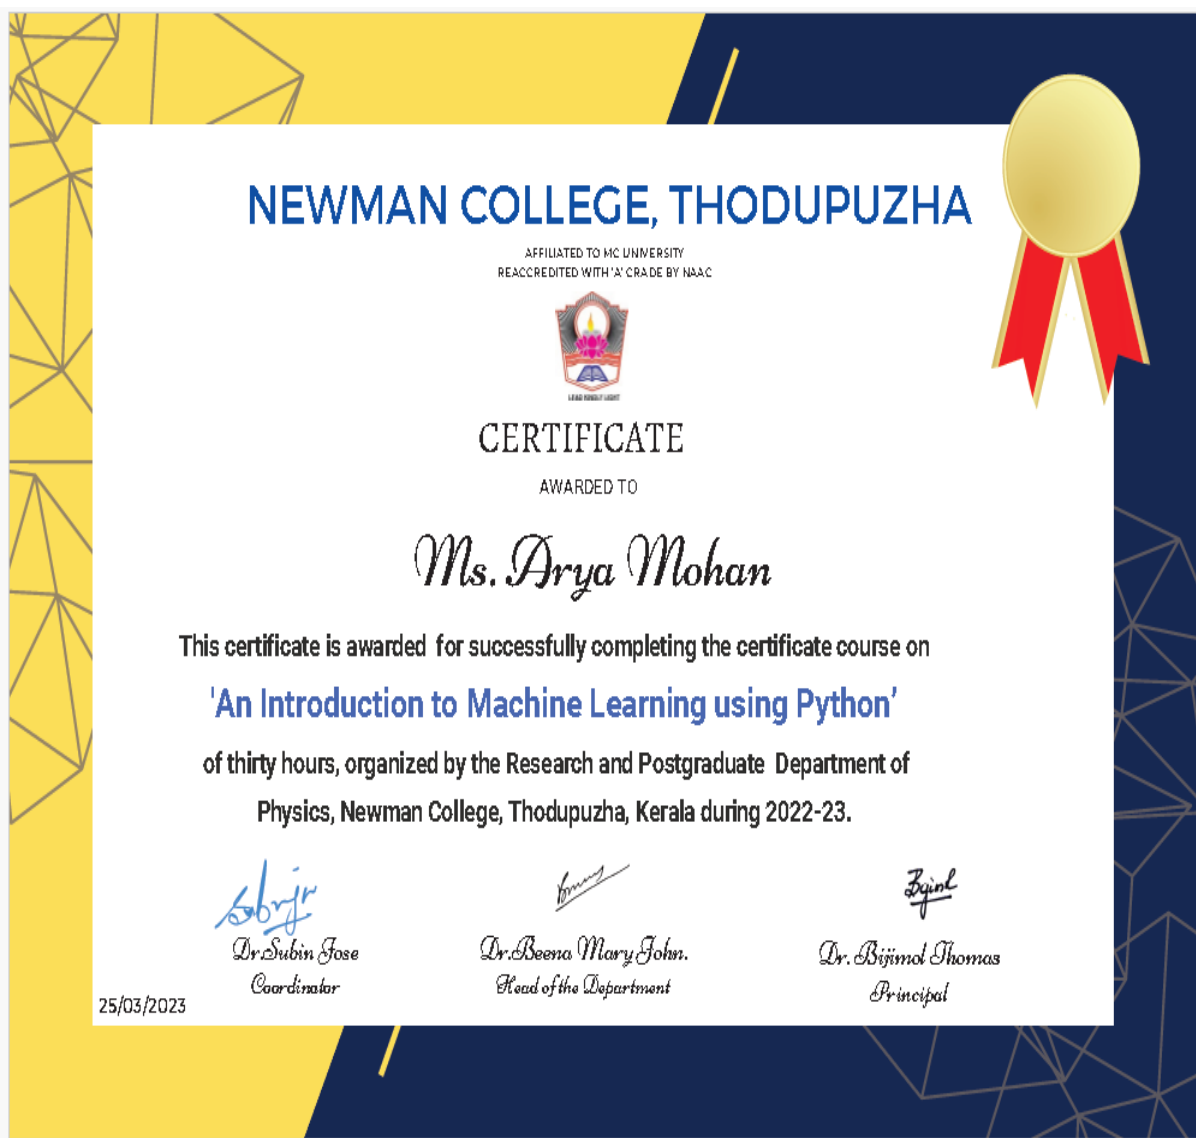 NEWMAN COLLEGE, THODUPUZHA
AFFILIATED TO MG UNIVERSITY
REACCREDITED WITH 'A' GRADE BY NAAC
LEAD KINDLY LIGHT
CERTIFICATE
AWARDED TO
Ms. Arya Mohan
This certificate is awarded for successfully completing the certificate course on
'An Introduction to Machine Learning using Python'
of thirty hours, organized by the Research and Postgraduate Department of
Physics, Newman College, Thodupuzha, Kerala during 2022-23.
Dr.Subin Jose
Coordinator
Dr.Beena Mary John.
Head of the Department
Dr. Bijimol Thomas
Principal
25/03/2023